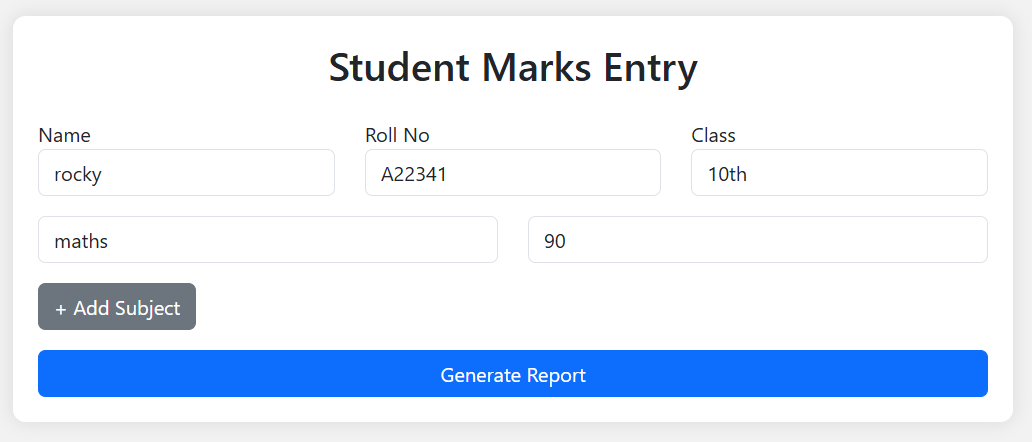 Student Marks Entry
Name Roll No Class
rocky A22341 10th
maths 90
+ Add Subject
Generate Report